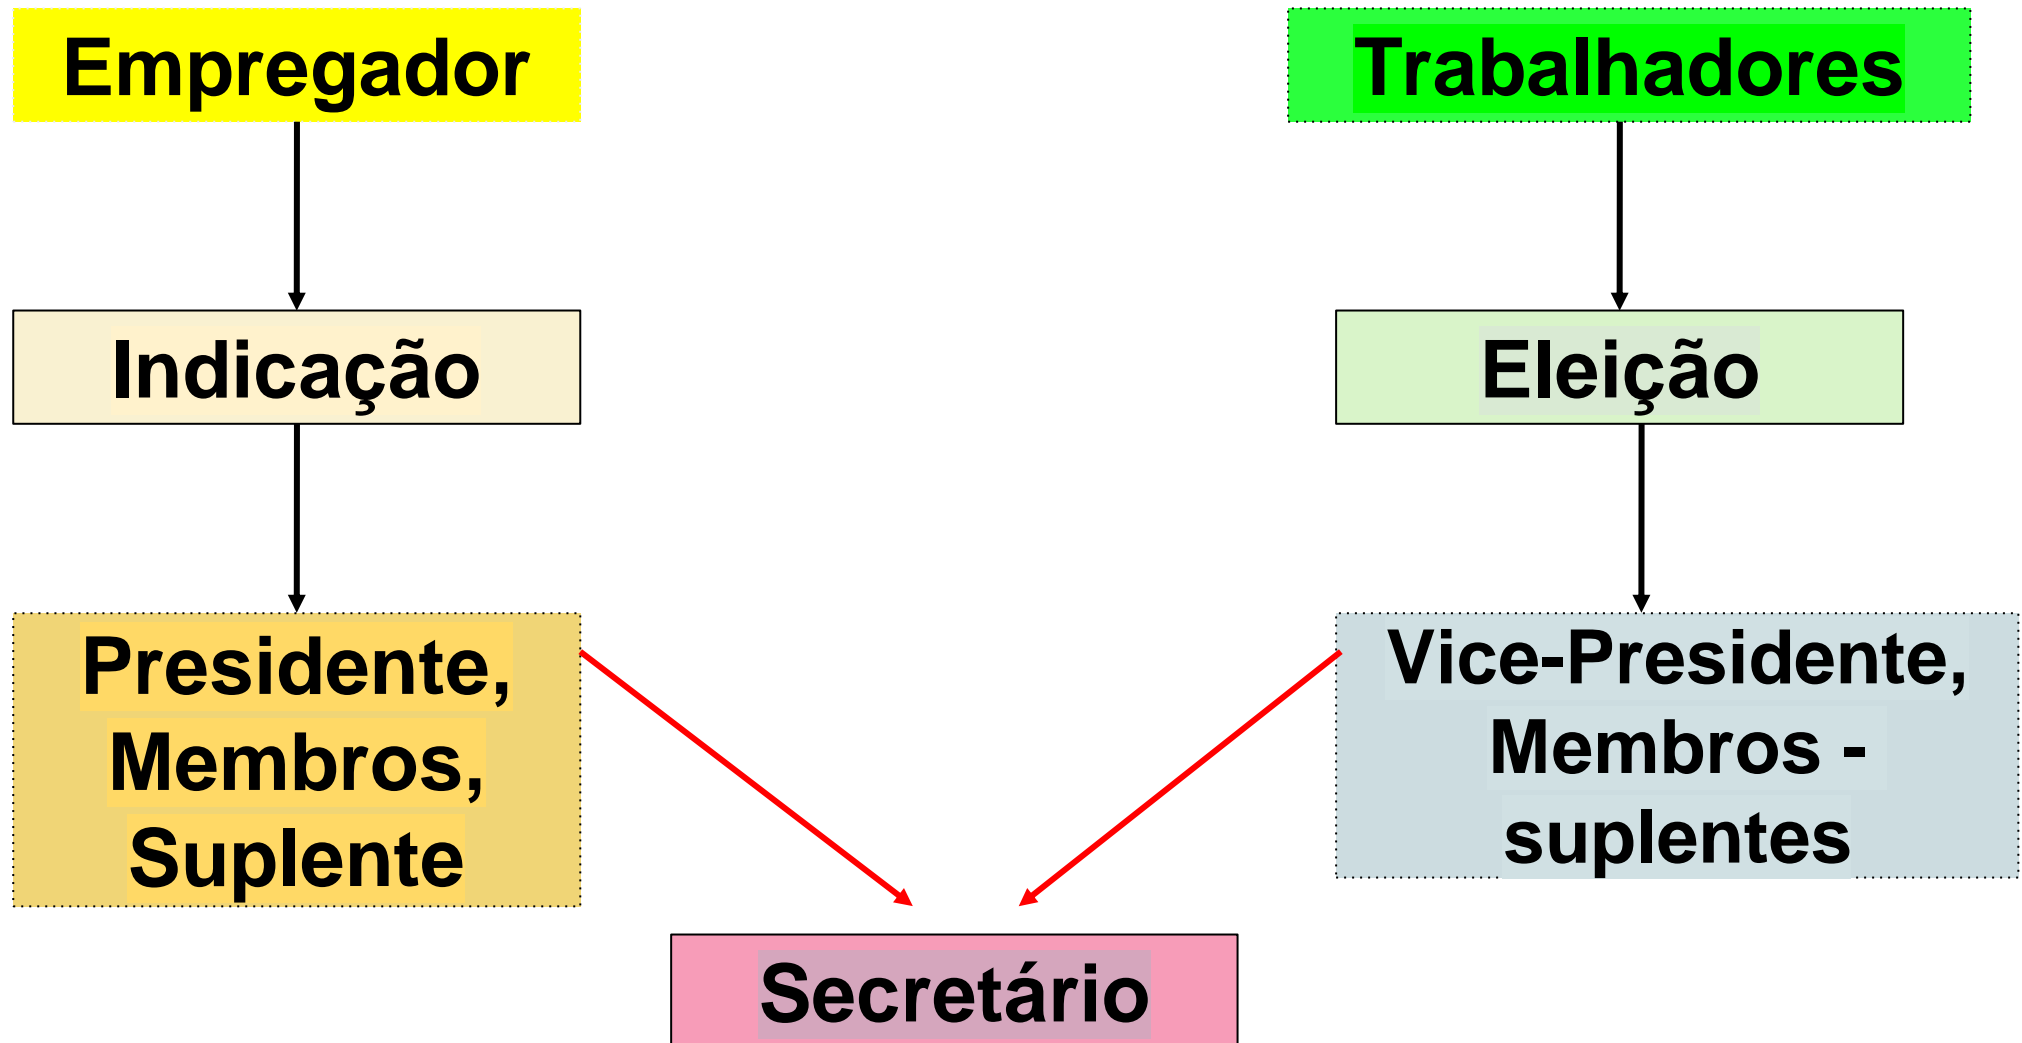 Empregador
Trabalhadores
Indicação
Eleição
Presidente,
Membros,
Suplente
Vice-Presidente,
Membros -
suplentes
Secretário